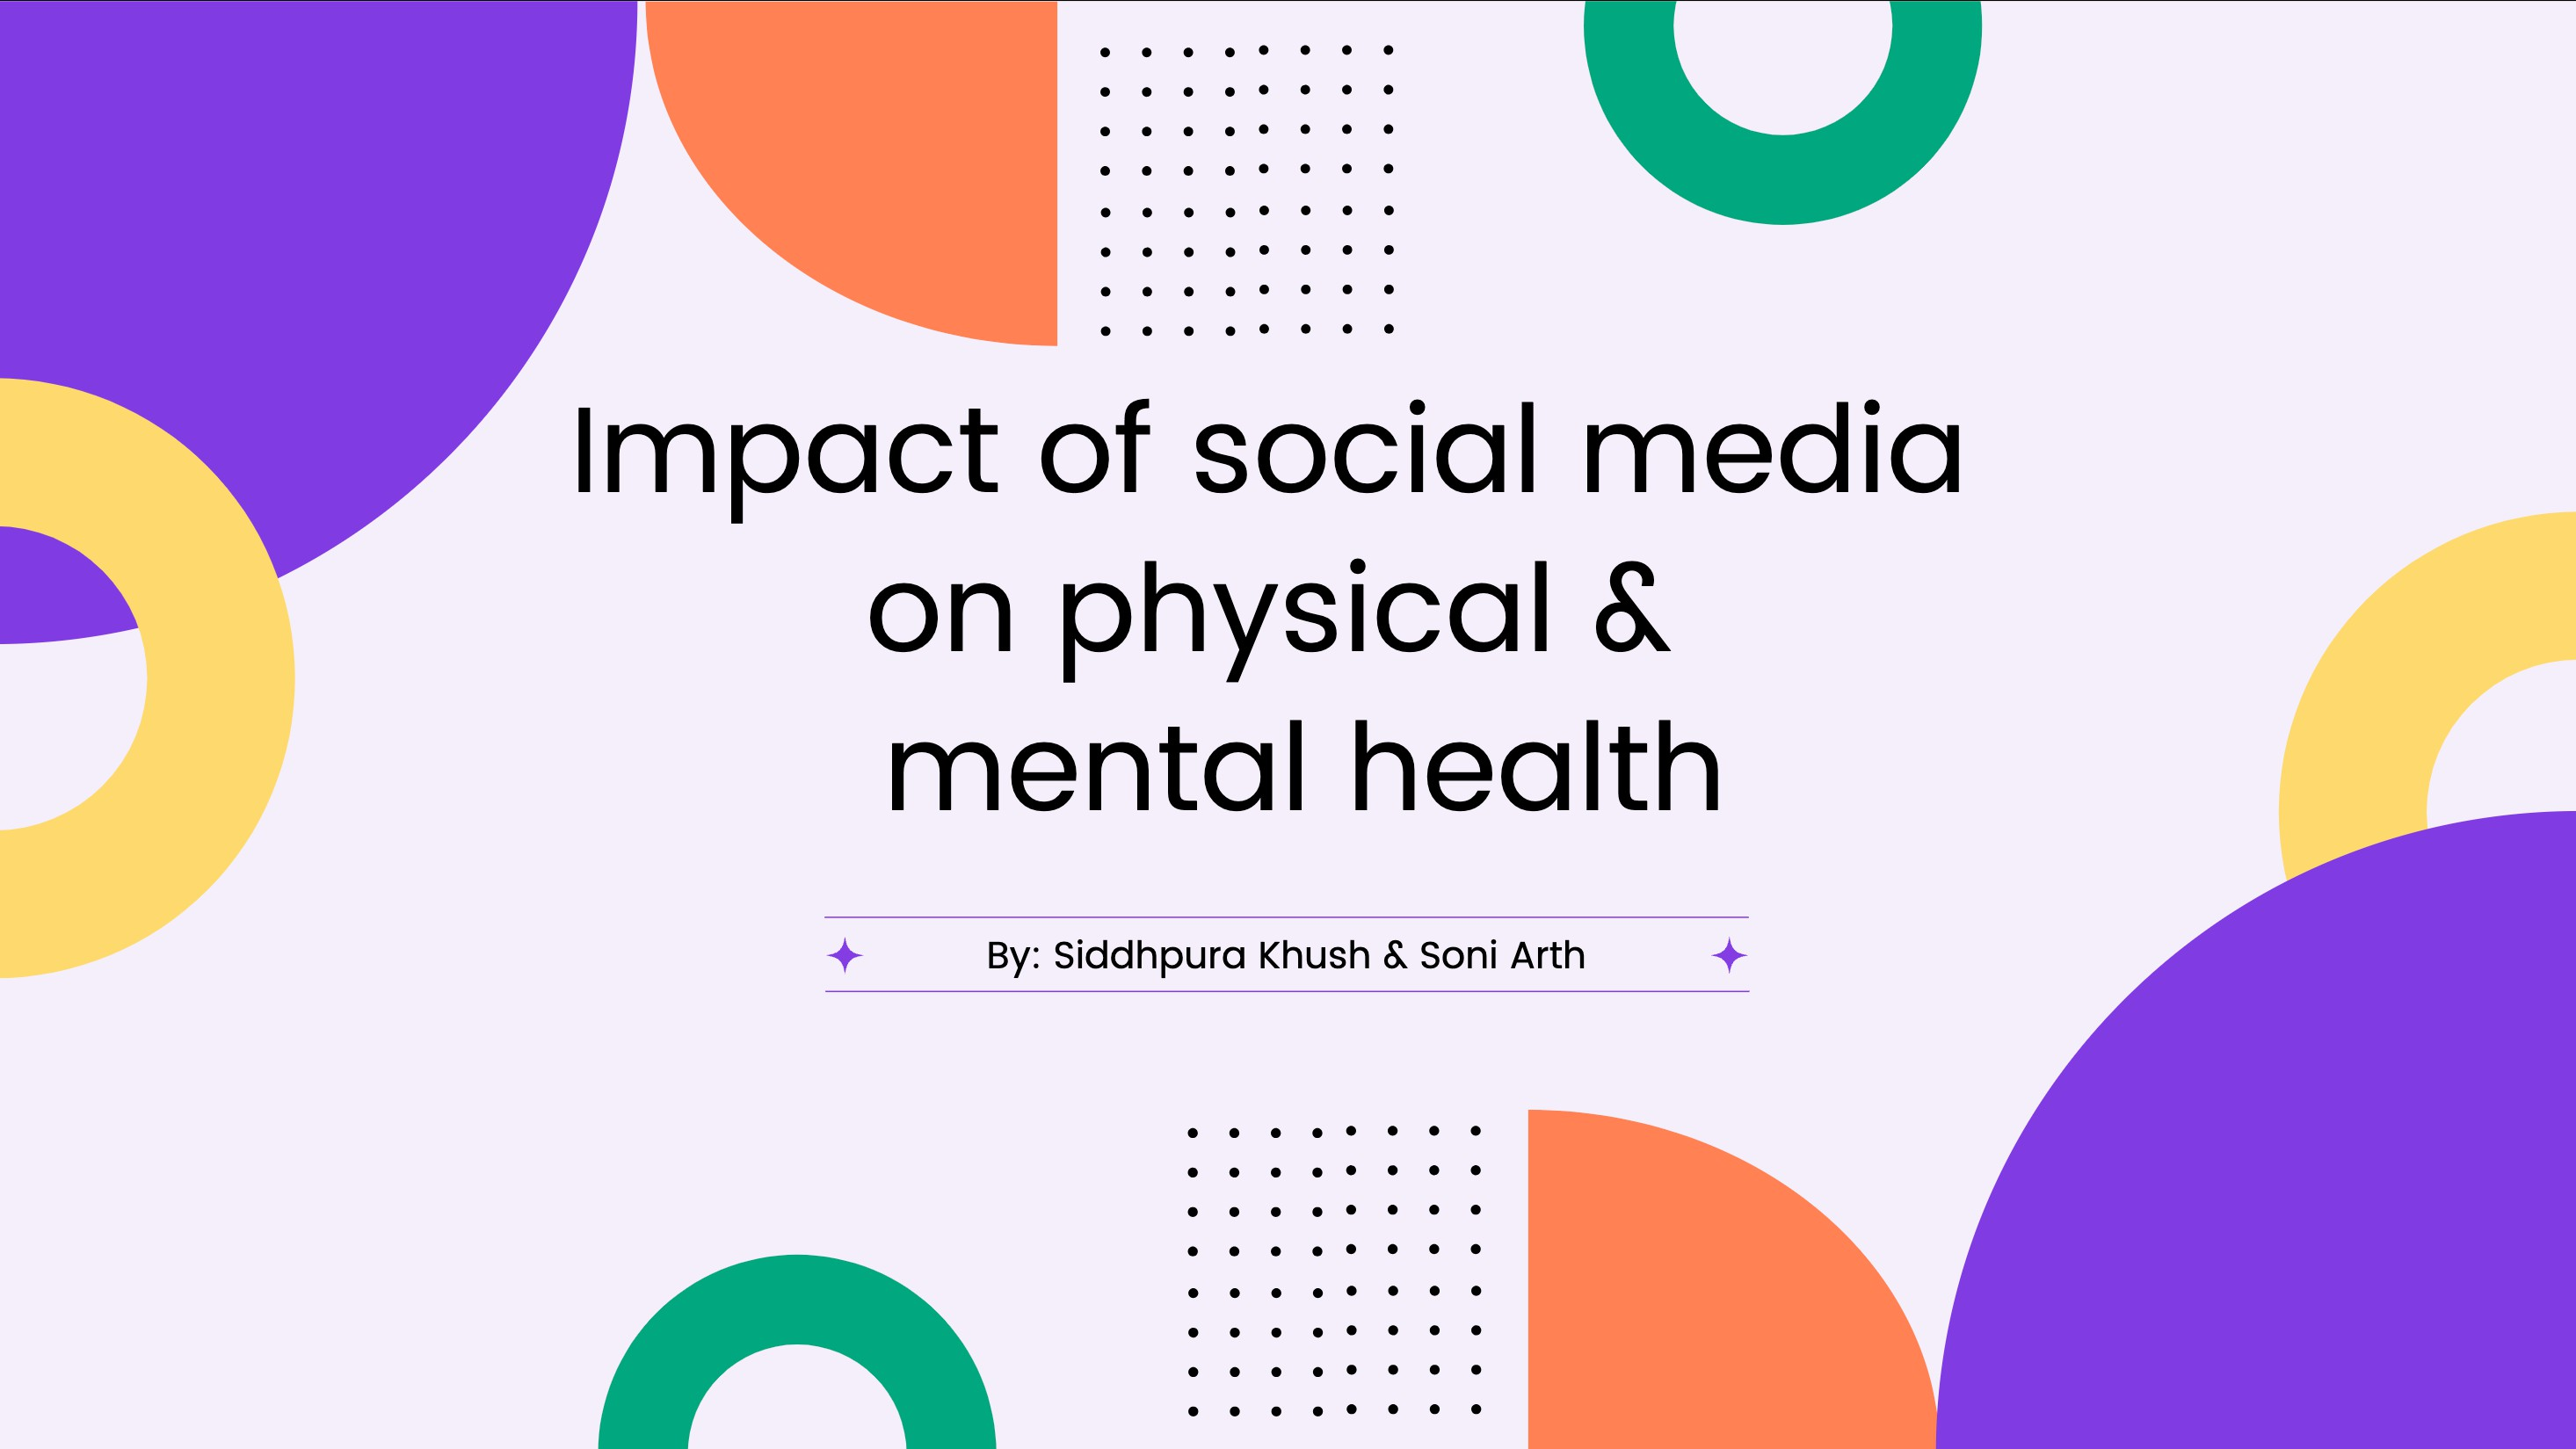 Impact of social media
on physical &
mental health
By: Siddhpura Khush & Soni Arth